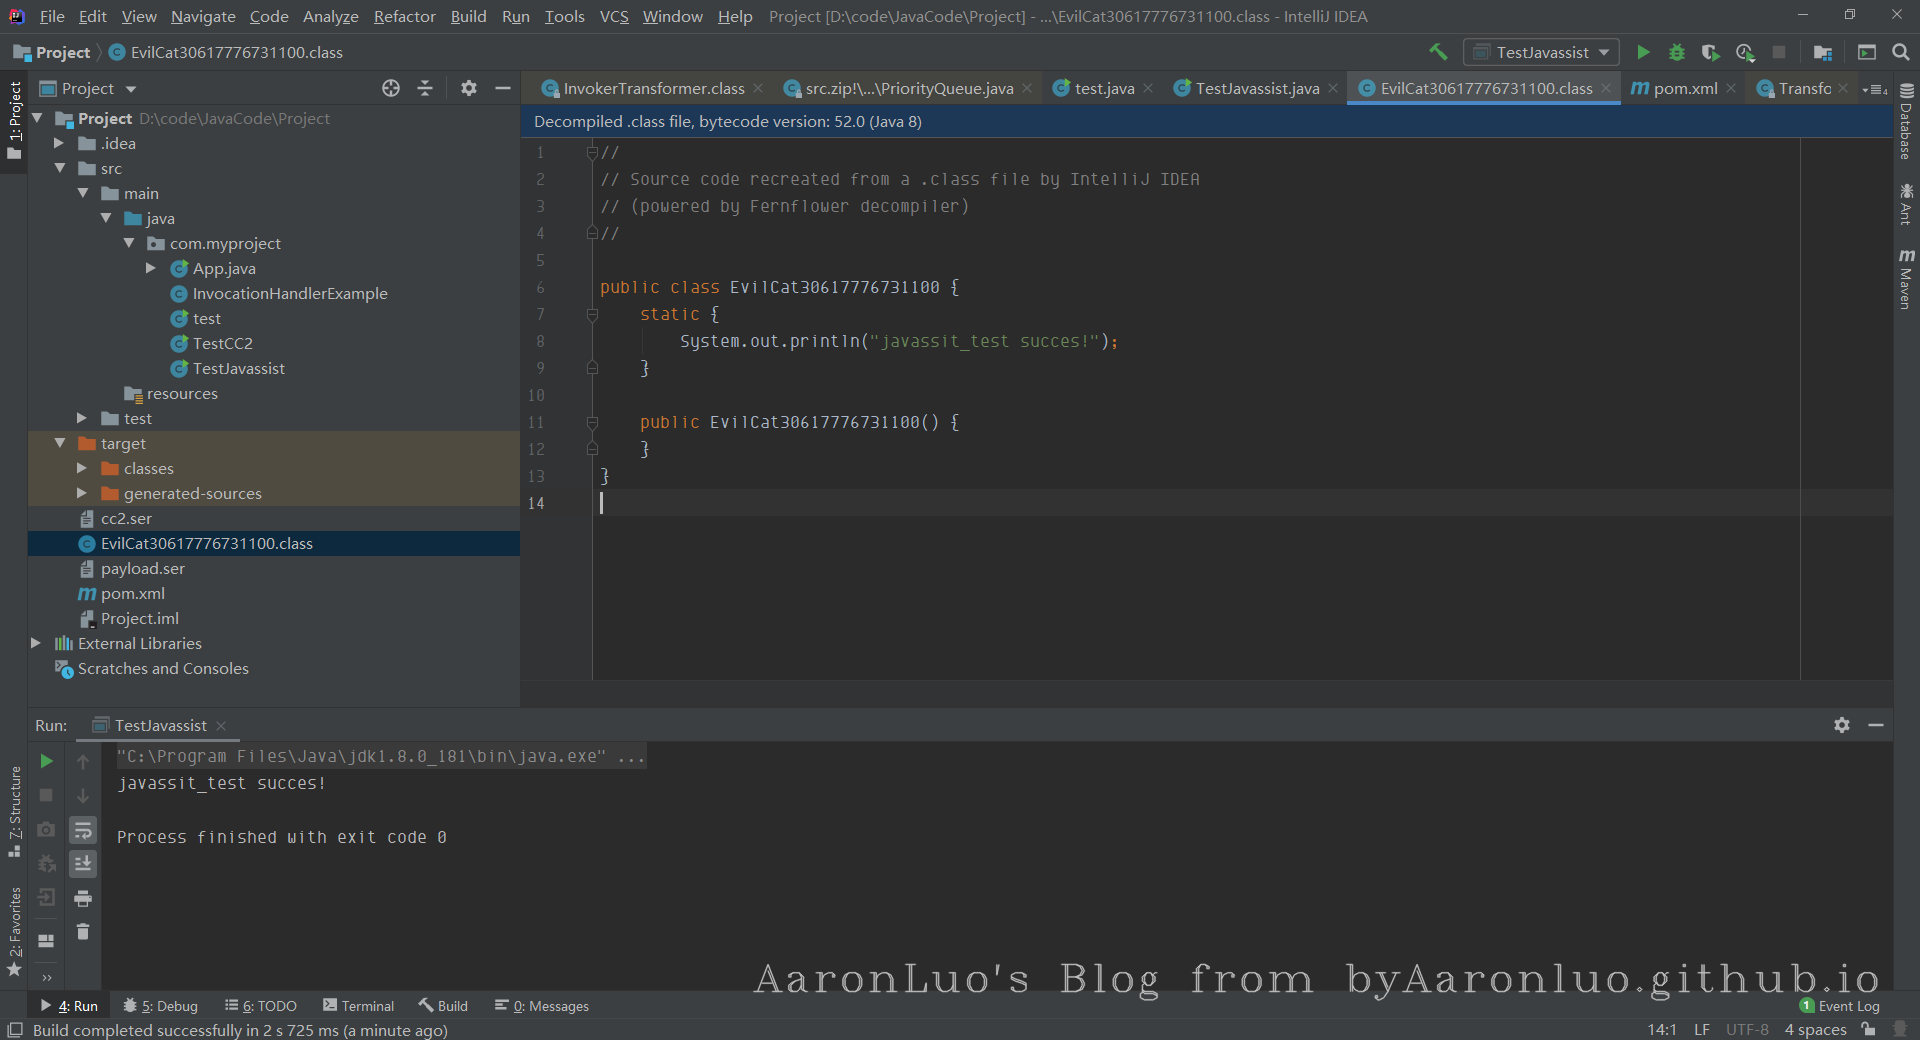 File Edit View Navigate Code Analyze Refactor Build Run Tools VCS Window Help Project [D:\code\JavaCode\Project] - ...\EvilCat30617776731100.class - IntelliJ IDEA
Project EvilCat30617776731100.class TestJavassist
1: Project
Project
InvokerTransformer.class src.zip!\...\PriorityQueue.java test.java TestJavassist.java EvilCat30617776731100.class pom.xml Transfo 4
Project D:\code\JavaCode\Project
.idea
src
main
java
com.myproject
App.java
InvocationHandlerExample
test
TestCC2
TestJavassist
resources
test
target
classes
generated-sources
cc2.ser
EvilCat30617776731100.class
payload.ser
pom.xml
Project.iml
External Libraries
Scratches and Consoles
Decompiled .class file, bytecode version: 52.0 (Java 8)
1 //
2 // Source code recreated from a .class file by IntelliJ IDEA
3 // (powered by Fernflower decompiler)
4 //
5
6 public class EvilCat30617776731100 {
7 static {
8 System.out.println("javassit_test succes!");
9 }
10
11 public EvilCat30617776731100() {
12 }
13 }
14
Database
Ant
Maven
Run: TestJavassist
"C:\Program Files\Java\jdk1.8.0_181\bin\java.exe" ...
javassit_test succes!
Process finished with exit code 0
7: Structure
2: Favorites
AaronLuo's Blog from byAaronluo.github.io
4: Run 5: Debug 6: TODO Terminal Build 0: Messages 1 Event Log
Build completed successfully in 2 s 725 ms (a minute ago) 14:1 LF UTF-8 4 spaces